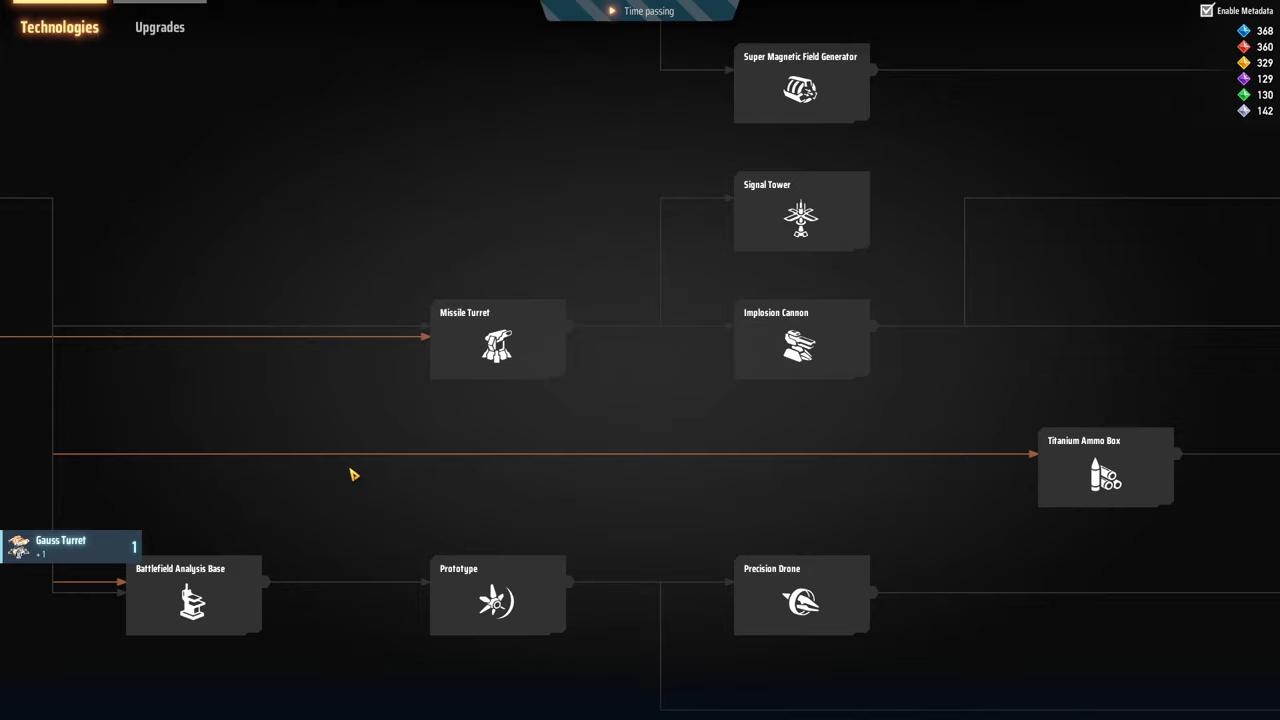 Technologies
Upgrades
Time passing
Enable Metadata
368
360
329
129
130
142
Super Magnetic Field Generator
Signal Tower
Missile Turret
Implosion Cannon
Titanium Ammo Box
Gauss Turret
+1
1
Battlefield Analysis Base
Prototype
Precision Drone